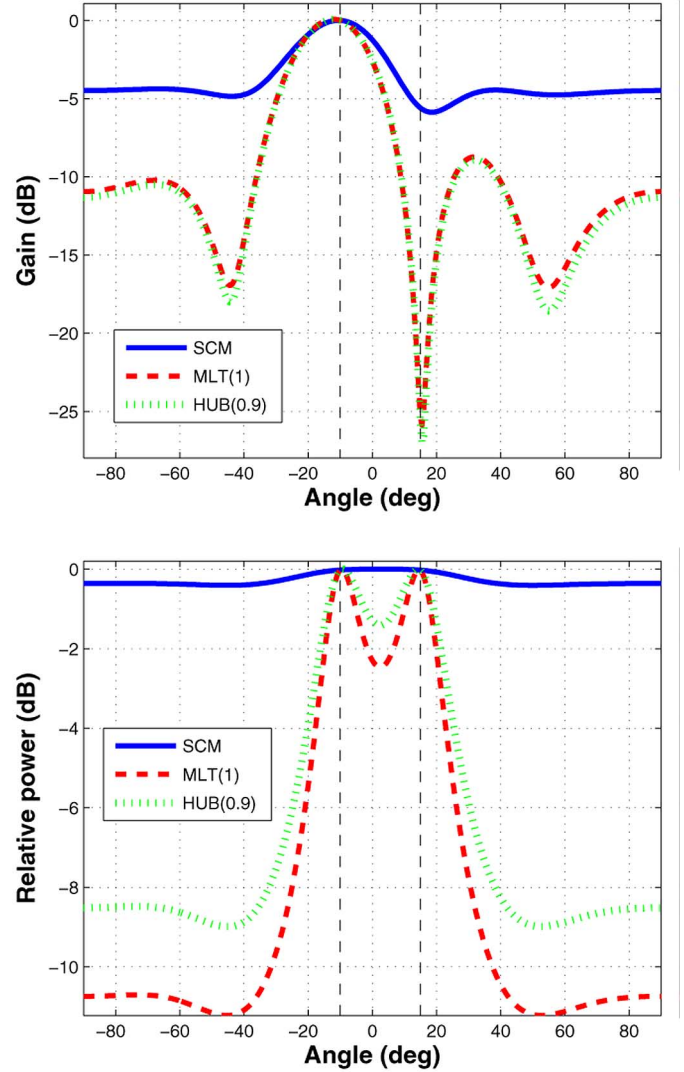 0
−5
−10
−15
−20
−25
Gain (dB)
SCM
MLT(1)
HUB(0.9)
−80 −60 −40 −20 0 20 40 60 80
Angle (deg)
0
−2
−4
−6
−8
−10
Relative power (dB)
SCM
MLT(1)
HUB(0.9)
−80 −60 −40 −20 0 20 40 60 80
Angle (deg)